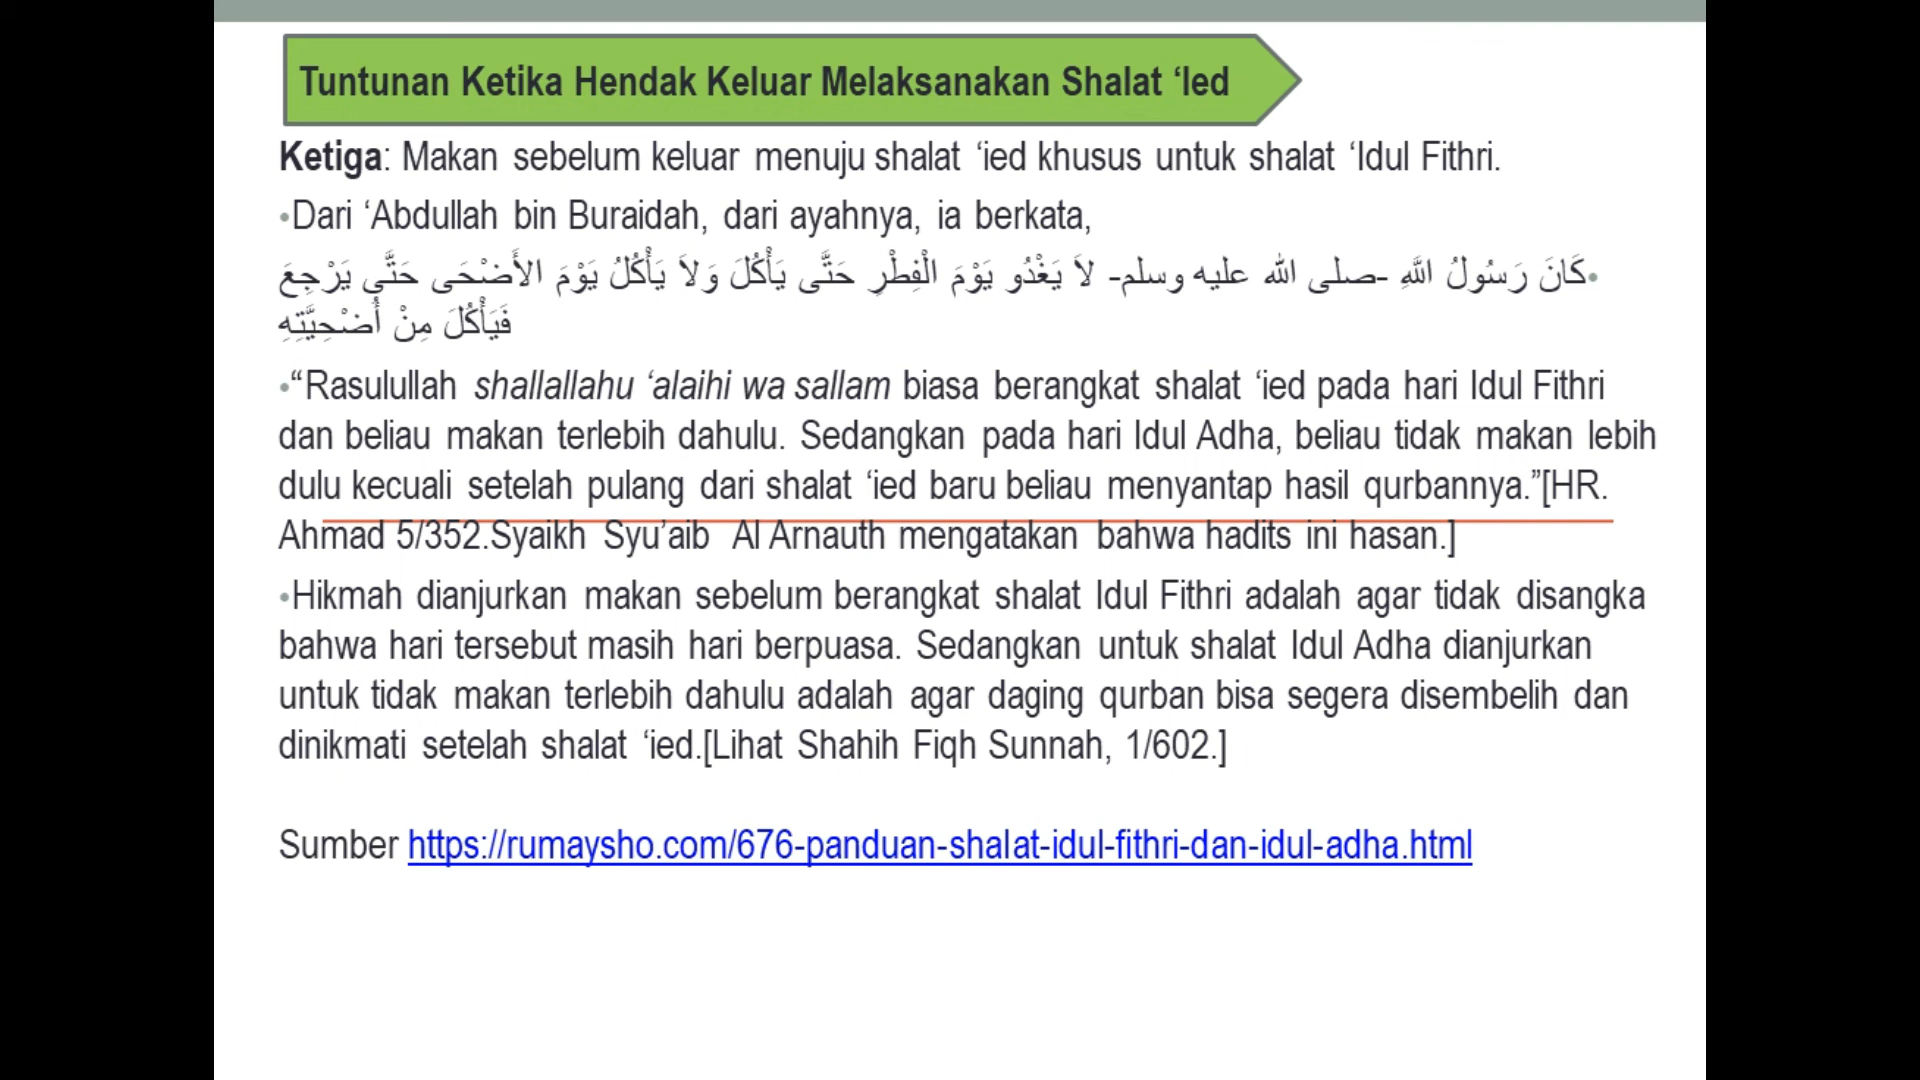 Tuntunan Ketika Hendak Keluar Melaksanakan Shalat ‘Ied
Ketiga: Makan sebelum keluar menuju shalat ‘ied khusus untuk shalat ‘Idul Fithri.
•Dari ‘Abdullah bin Buraidah, dari ayahnya, ia berkata,
•كَانَ رَسُولُ اللَّهِ -صلى الله عليه وسلم- لاَ يَغْدُو يَوْمَ الْفِطْرِ حَتَّى يَأْكُلَ وَلاَ يَأْكُلُ يَوْمَ الأَضْحَى حَتَّى يَرْجِعَ
فَيَأْكُلَ مِنْ أُضْحِيَّتِهِ
•“Rasulullah shallallahu ‘alaihi wa sallam biasa berangkat shalat ‘ied pada hari Idul Fithri
dan beliau makan terlebih dahulu. Sedangkan pada hari Idul Adha, beliau tidak makan lebih
dulu kecuali setelah pulang dari shalat ‘ied baru beliau menyantap hasil qurbannya.”[HR.
Ahmad 5/352.Syaikh Syu’aib Al Arnauth mengatakan bahwa hadits ini hasan.]
•Hikmah dianjurkan makan sebelum berangkat shalat Idul Fithri adalah agar tidak disangka
bahwa hari tersebut masih hari berpuasa. Sedangkan untuk shalat Idul Adha dianjurkan
untuk tidak makan terlebih dahulu adalah agar daging qurban bisa segera disembelih dan
dinikmati setelah shalat ‘ied.[Lihat Shahih Fiqh Sunnah, 1/602.]
Sumber https://rumaysho.com/676-panduan-shalat-idul-fithri-dan-idul-adha.html